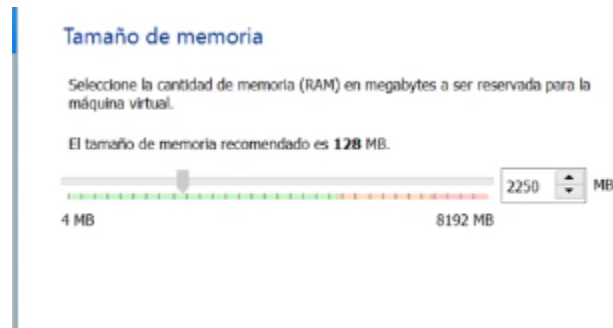 Tamaño de memoria
Seleccione la cantidad de memoria (RAM) en megabytes a ser reservada para la
máquina virtual.
El tamaño de memoria recomendado es 128 MB.
2250 MB
4 MB 8192 MB